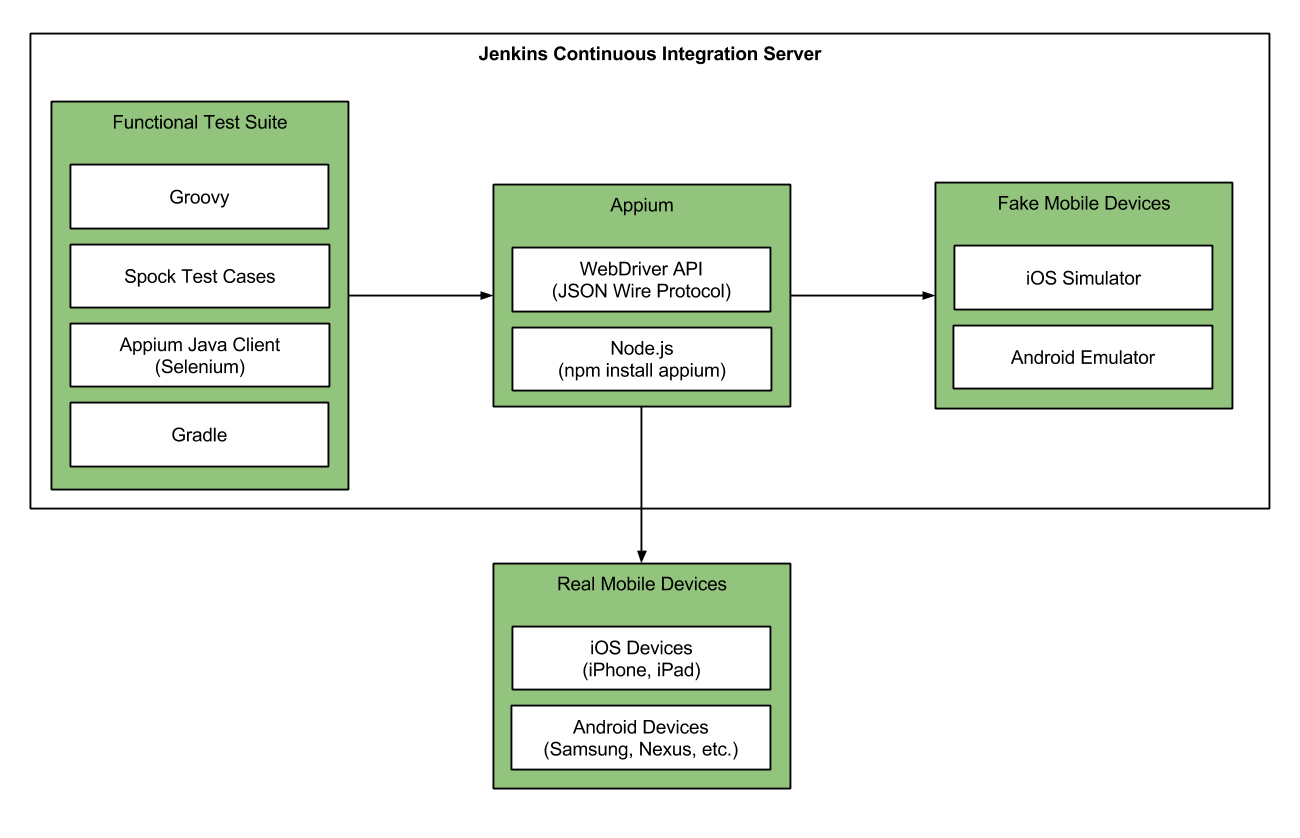 Jenkins Continuous Integration Server
Functional Test Suite
Groovy
Spock Test Cases
Appium Java Client
(Selenium)
Gradle
Appium
WebDriver API
(JSON Wire Protocol)
Node.js
(npm install appium)
Fake Mobile Devices
iOS Simulator
Android Emulator
Real Mobile Devices
iOS Devices
(iPhone, iPad)
Android Devices
(Samsung, Nexus, etc.)